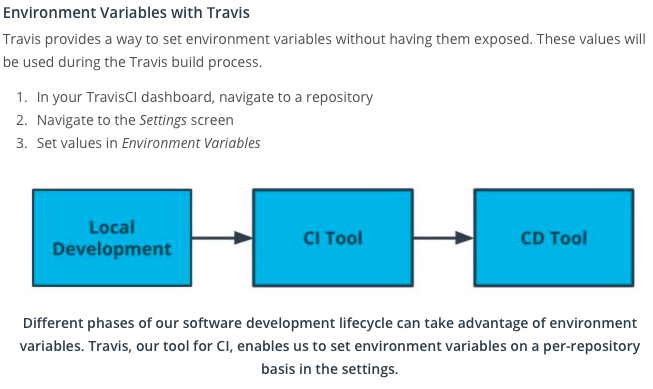 Environment Variables with Travis
Travis provides a way to set environment variables without having them exposed. These values will
be used during the Travis build process.
1. In your TravisCI dashboard, navigate to a repository
2. Navigate to the Settings screen
3. Set values in Environment Variables
Local
Development
CI Tool
CD Tool
Different phases of our software development lifecycle can take advantage of environment
variables. Travis, our tool for CI, enables us to set environment variables on a per-repository
basis in the settings.